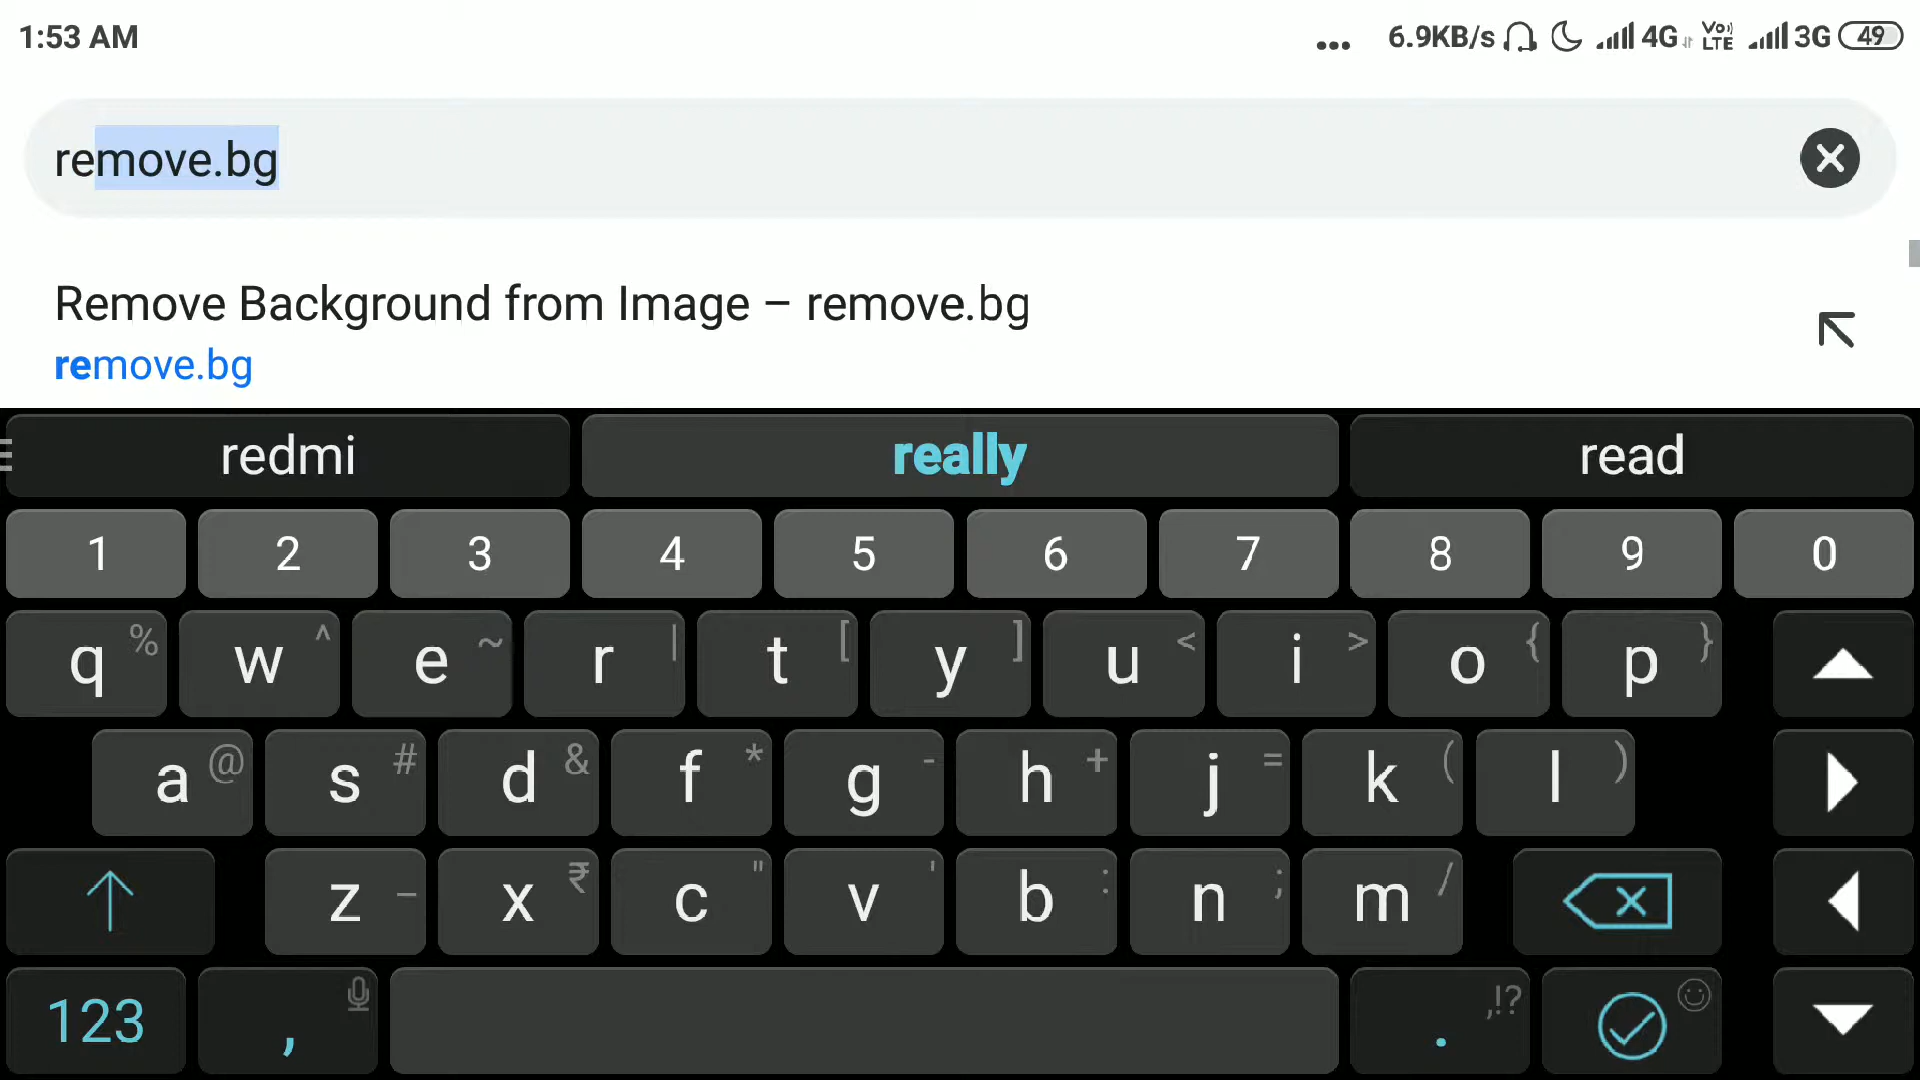 1:53 AM ... 6.9KB/s 4G Vo)) LTE 3G 49
remove.bg
Remove Background from Image – remove.bg
remove.bg
redmi really read
1 2 3 4 5 6 7 8 9 0
q % w ^ e ~ r | t [ y ] u < i > o { p }
a @ s # d & f * g - h + j = k ( l )
z _ x ₹ c " v ' b : n ; m /
123 , . ,!?